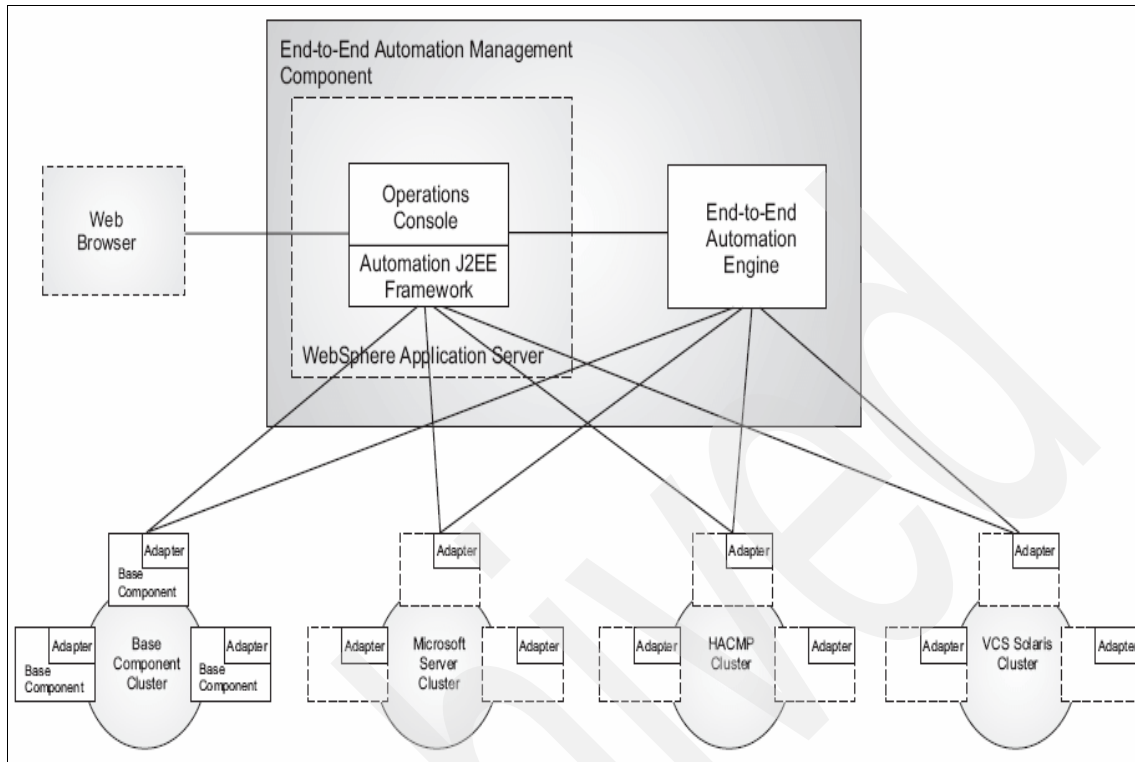 End-to-End Automation Management
Component
Operations
Console
Automation J2EE
Framework
WebSphere Application Server
End-to-End
Automation
Engine
Web
Browser
Adapter
Base
Component
Adapter
Base
Component
Base
Component
Cluster
Adapter
Base
Component
Adapter
Adapter
Microsoft
Server
Cluster
Adapter
Adapter
Adapter
HACMP
Cluster
Adapter
Adapter
Adapter
VCS Solaris
Cluster
Adapter